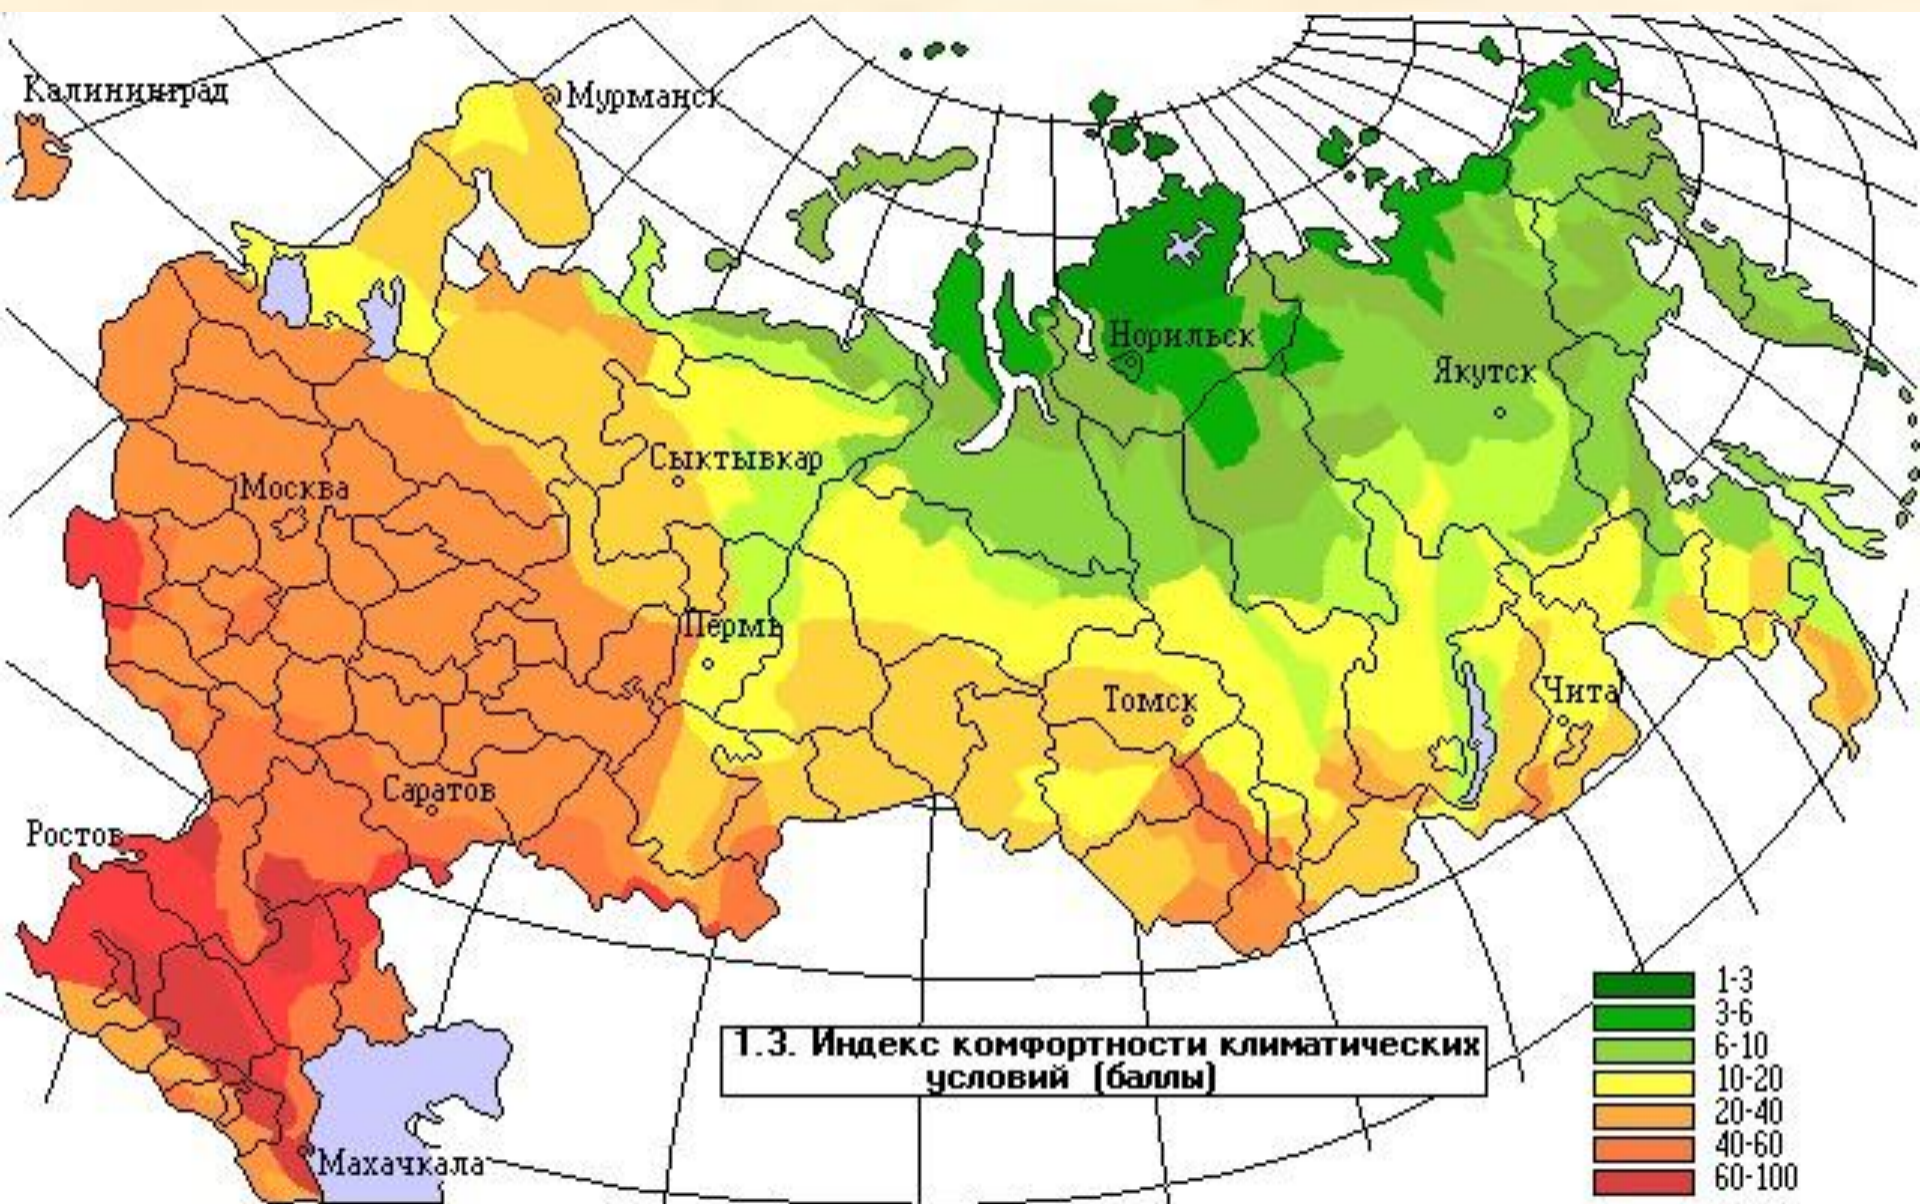 Калининград
Мурманск
Норильск
Якутск
Сыктывкар
Москва
Пермь
Томск
Чита
Саратов
Ростов
Махачкала
1.3. Индекс комфортности климатических
условий (баллы)
1-3
3-6
6-10
10-20
20-40
40-60
60-100